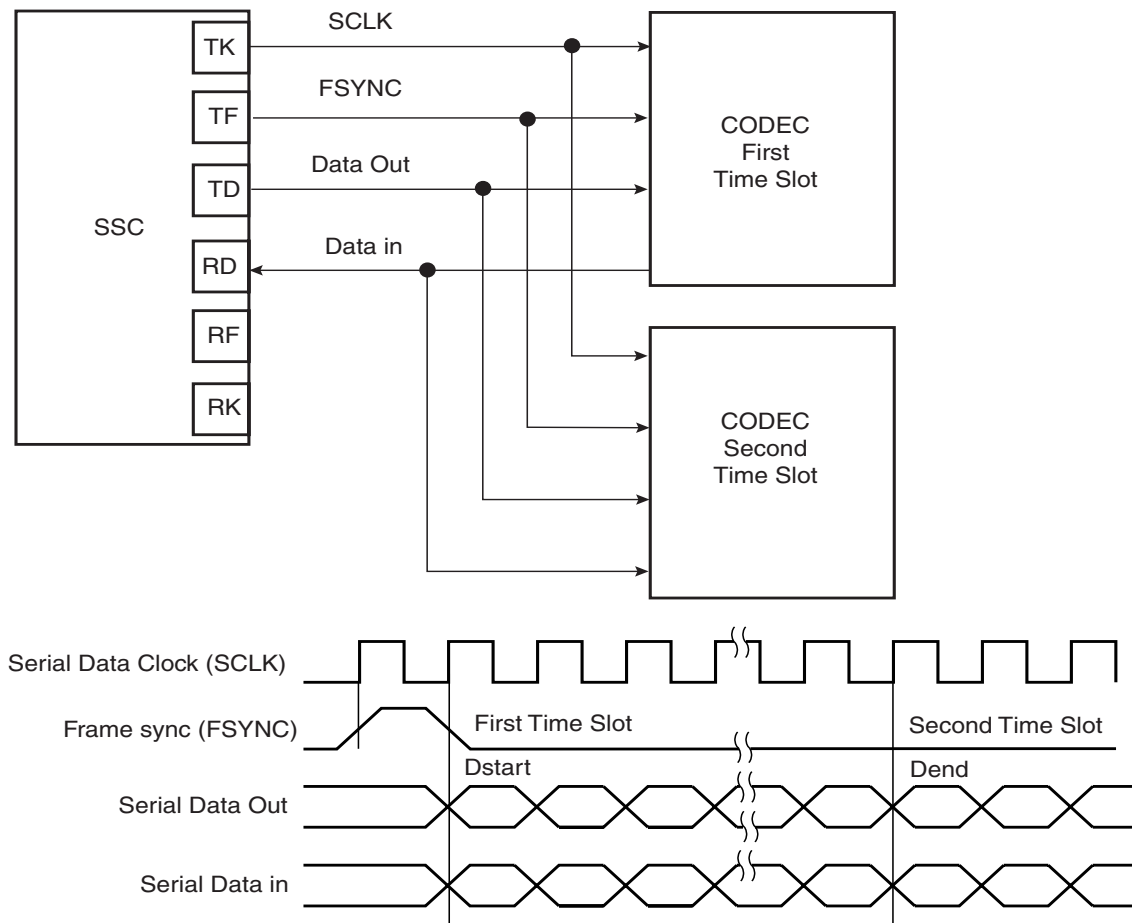 SSC
TK
TF
TD
RD
RF
RK
SCLK
FSYNC
Data Out
Data in
CODEC
First
Time Slot
CODEC
Second
Time Slot
Serial Data Clock (SCLK)
Frame sync (FSYNC)
First Time Slot
Second Time Slot
Dstart
Dend
Serial Data Out
Serial Data in